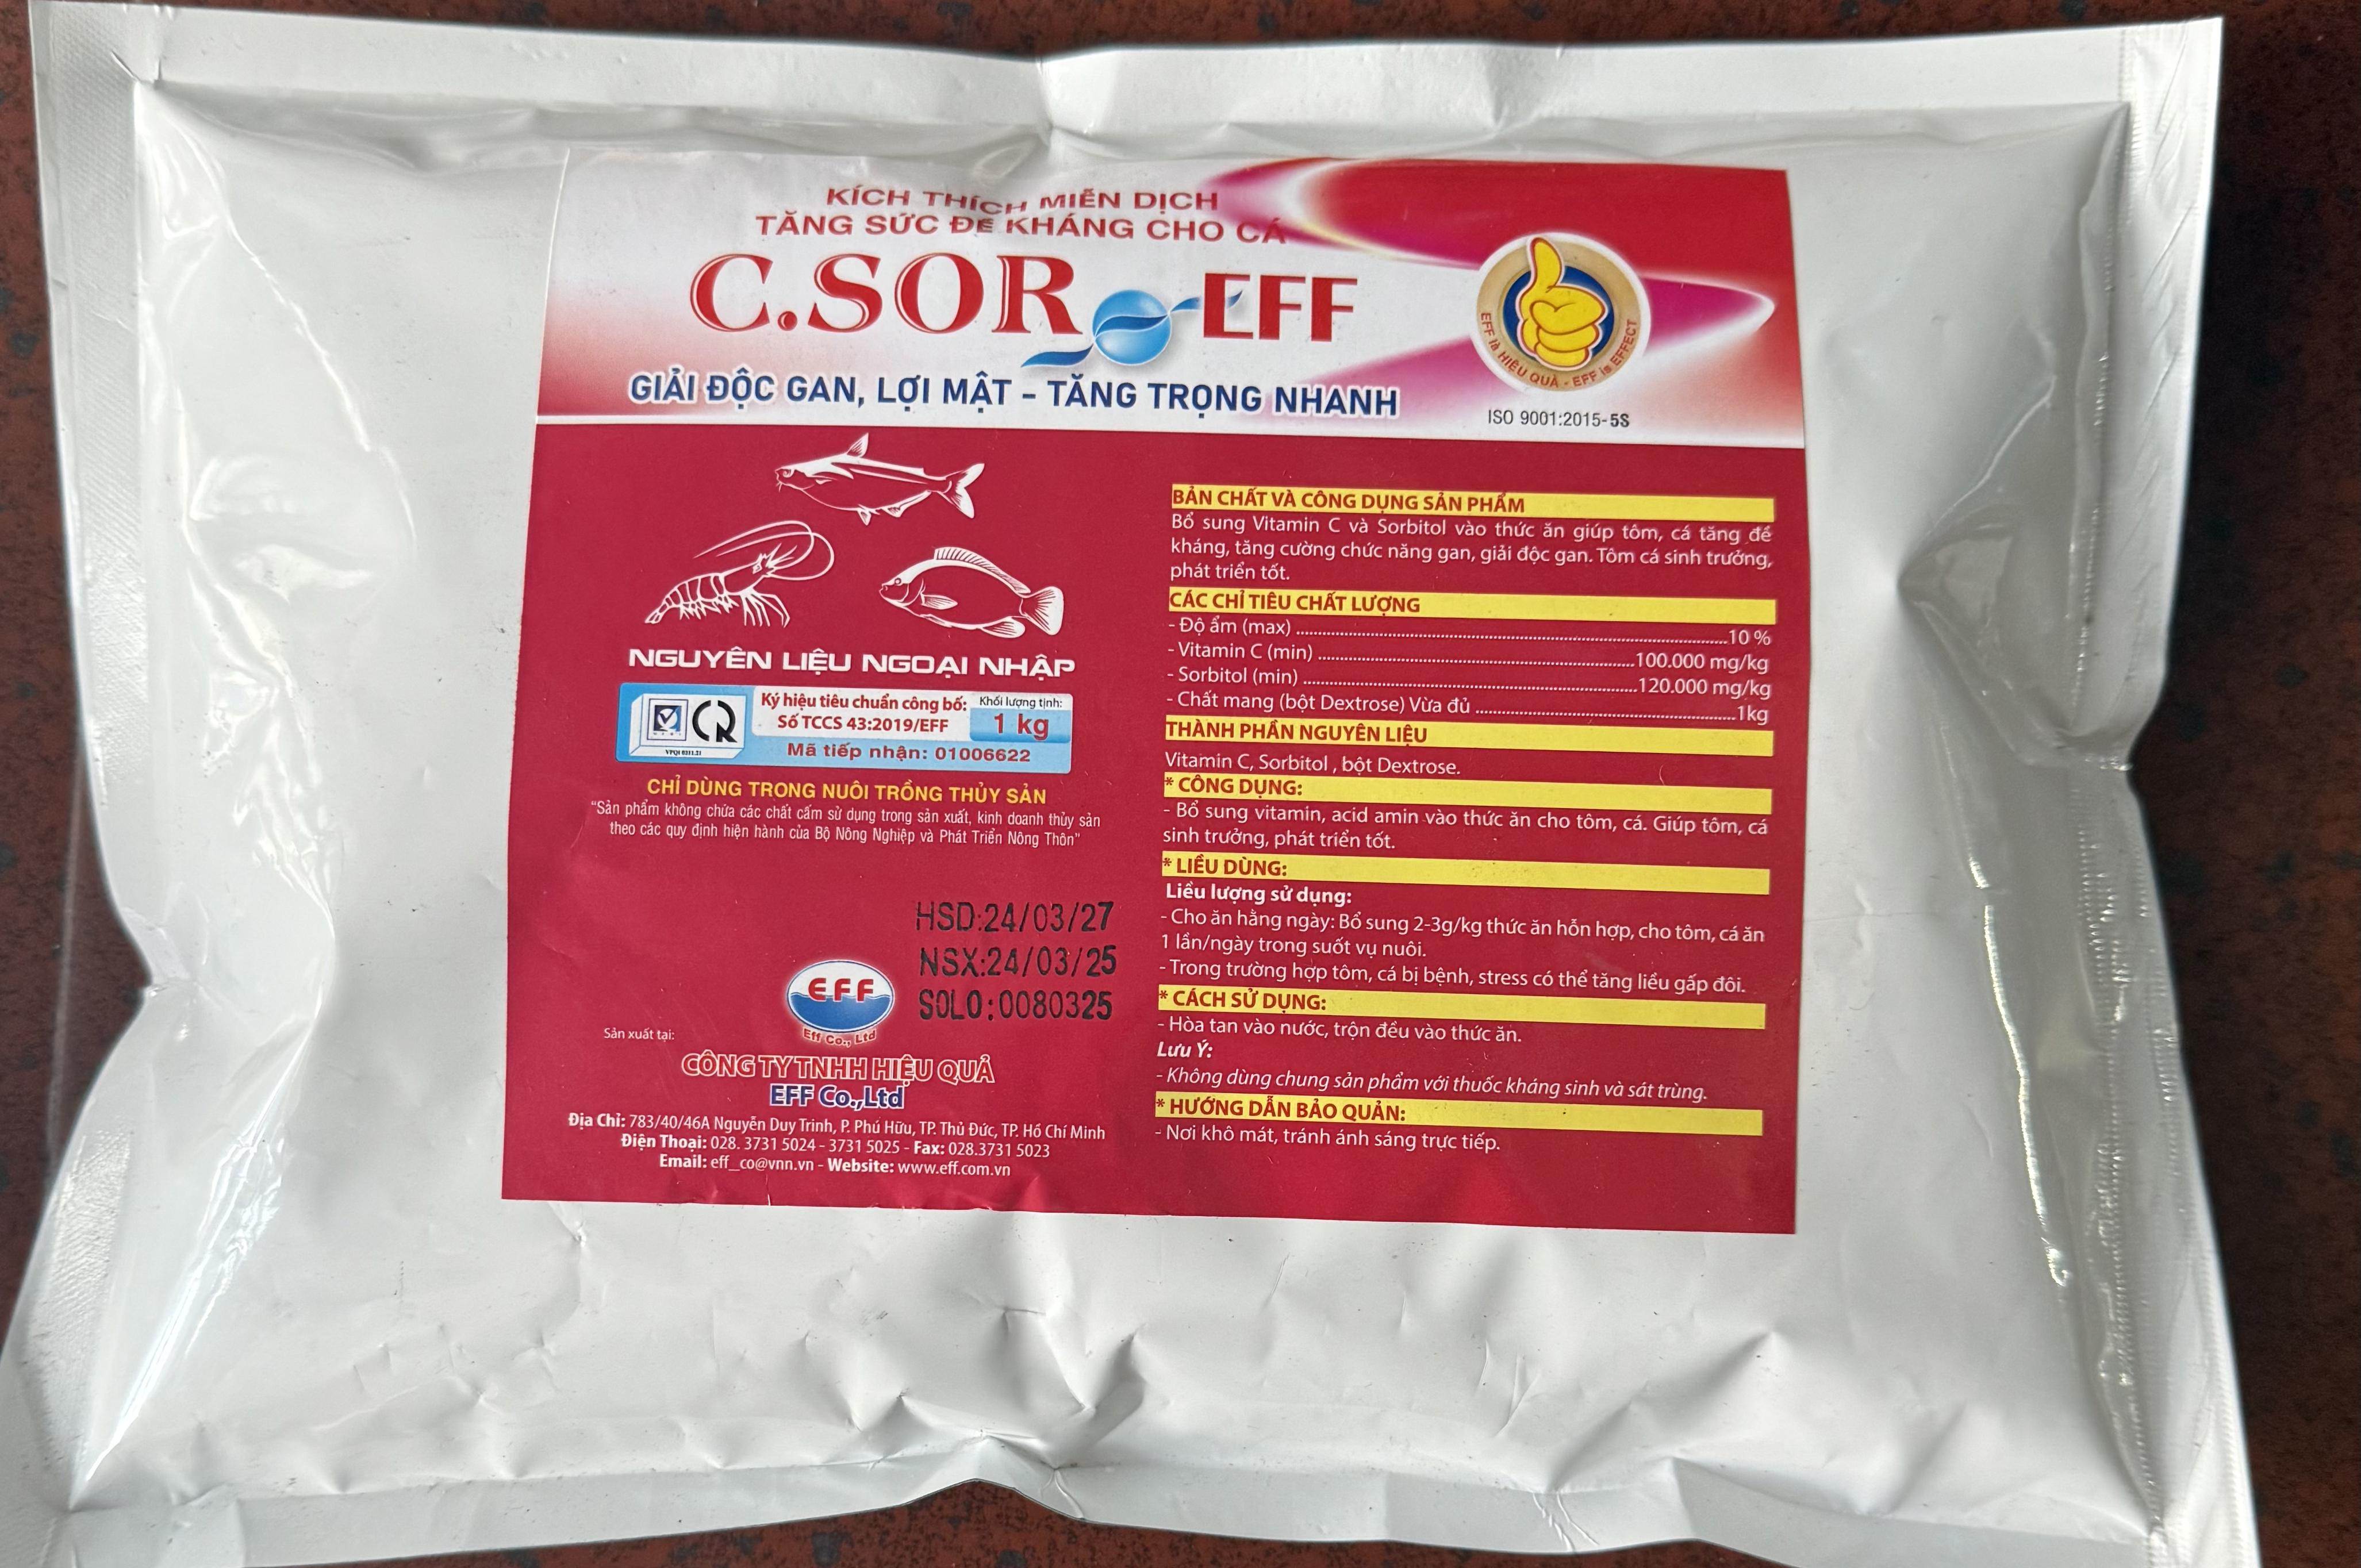 KÍCH THÍCH MIỄN DỊCH
TĂNG SỨC ĐỀ KHÁNG CHO CÁ
C.SOR EFF
GIẢI ĐỘC GAN, LỢI MẬT - TĂNG TRỌNG NHANH
EFF là HIỆU QUẢ - EFF is EFFECT
ISO 9001:2015-5S
NGUYÊN LIỆU NGOẠI NHẬP
Ký hiệu tiêu chuẩn công bố:
Số TCCS 43:2019/EFF
Khối lượng tịnh:
1 kg
VPQI 0311.21
Mã tiếp nhận: 01006622
CHỈ DÙNG TRONG NUÔI TRỒNG THỦY SẢN
“Sản phẩm không chứa các chất cấm sử dụng trong sản xuất, kinh doanh thủy sản
theo các quy định hiện hành của Bộ Nông Nghiệp và Phát Triển Nông Thôn”
HSD:24/03/27
NSX:24/03/25
SOLO:0080325
EFF
Eff Co., Ltd
Sản xuất tại:
CÔNG TY TNHH HIỆU QUẢ
EFF Co.,Ltd
Địa Chỉ: 783/40/46A Nguyễn Duy Trinh, P. Phú Hữu, TP. Thủ Đức, TP. Hồ Chí Minh
Điện Thoại: 028. 3731 5024 - 3731 5025 - Fax: 028.3731 5023
Email: eff_co@vnn.vn - Website: www.eff.com.vn
BẢN CHẤT VÀ CÔNG DỤNG SẢN PHẨM
Bổ sung Vitamin C và Sorbitol vào thức ăn giúp tôm, cá tăng đề
kháng, tăng cường chức năng gan, giải độc gan. Tôm cá sinh trưởng,
phát triển tốt.
CÁC CHỈ TIÊU CHẤT LƯỢNG
- Độ ẩm (max) ........ 10 %
- Vitamin C (min) ........ 100.000 mg/kg
- Sorbitol (min) ........ 120.000 mg/kg
- Chất mang (bột Dextrose) Vừa đủ ........ 1kg
THÀNH PHẦN NGUYÊN LIỆU
Vitamin C, Sorbitol , bột Dextrose.
* CÔNG DỤNG:
- Bổ sung vitamin, acid amin vào thức ăn cho tôm, cá. Giúp tôm, cá
sinh trưởng, phát triển tốt.
* LIỀU DÙNG:
Liều lượng sử dụng:
- Cho ăn hằng ngày: Bổ sung 2-3g/kg thức ăn hỗn hợp, cho tôm, cá ăn
1 lần/ngày trong suốt vụ nuôi.
- Trong trường hợp tôm, cá bị bệnh, stress có thể tăng liều gấp đôi.
* CÁCH SỬ DỤNG:
- Hòa tan vào nước, trộn đều vào thức ăn.
Lưu Ý:
- Không dùng chung sản phẩm với thuốc kháng sinh và sát trùng.
* HƯỚNG DẪN BẢO QUẢN:
- Nơi khô mát, tránh ánh sáng trực tiếp.